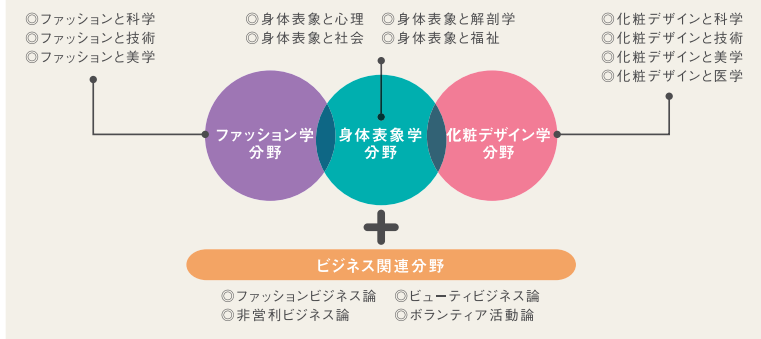 ◎ファッションと科学
◎ファッションと技術
◎ファッションと美学
◎身体表象と心理 ◎身体表象と解剖学
◎身体表象と社会 ◎身体表象と福祉
◎化粧デザインと科学
◎化粧デザインと技術
◎化粧デザインと美学
◎化粧デザインと医学
ファッション学
分野
身体表象学
分野
化粧デザイン学
分野
+
ビジネス関連分野
◎ファッションビジネス論 ◎ビューティビジネス論
◎非営利ビジネス論 ◎ボランティア活動論